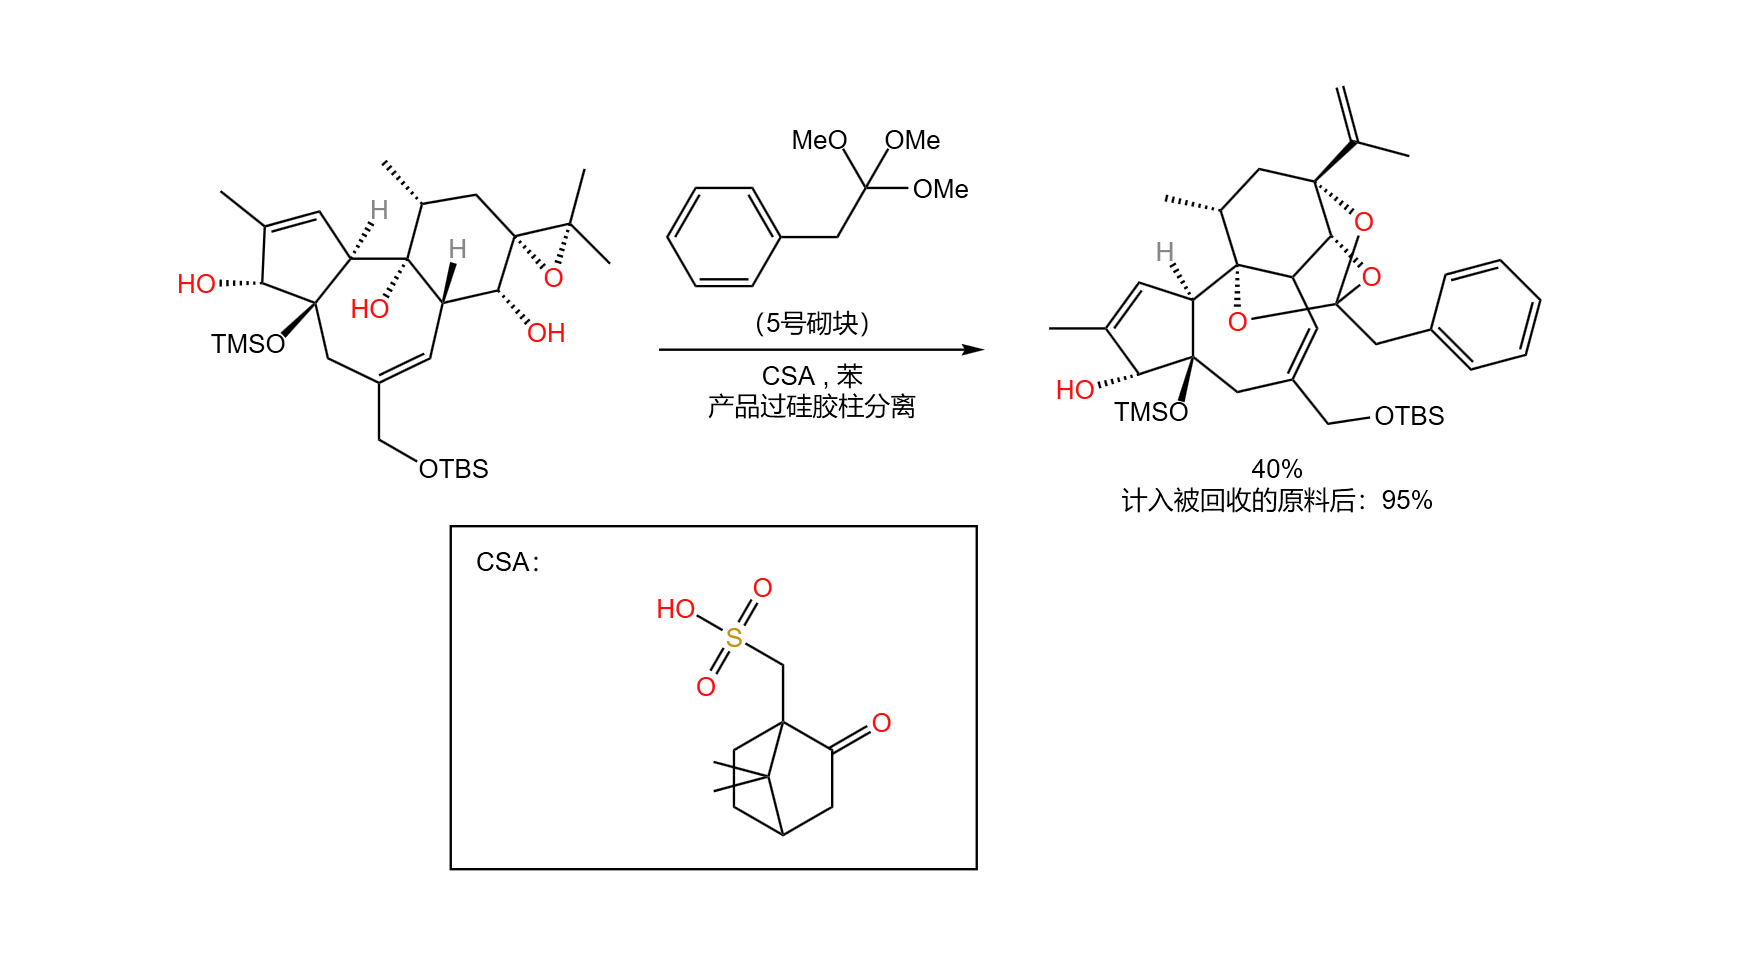 MeO
OMe
OMe
H
H
HO
HO
O
OH
TMSO
OTBS
（5号砌块）
CSA , 苯
产品过硅胶柱分离
O
O
H
O
HO
TMSO
OTBS
40%
计入被回收的原料后：95%
CSA：
HO
O
S
O
O